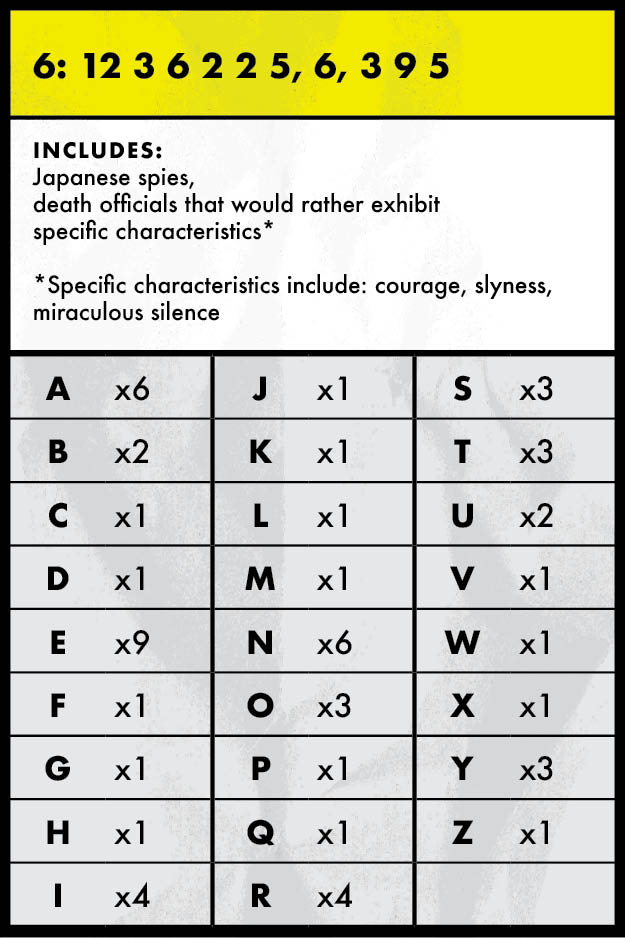 6: 12 3 6 2 2 5, 6, 3 9 5
INCLUDES:
Japanese spies,
death officials that would rather exhibit
specific characteristics*
*Specific characteristics include: courage, slyness,
miraculous silence
A x6 J x1 S x3
B x2 K x1 T x3
C x1 L x1 U x2
D x1 M x1 V x1
E x9 N x6 W x1
F x1 O x3 X x1
G x1 P x1 Y x3
H x1 Q x1 Z x1
I x4 R x4